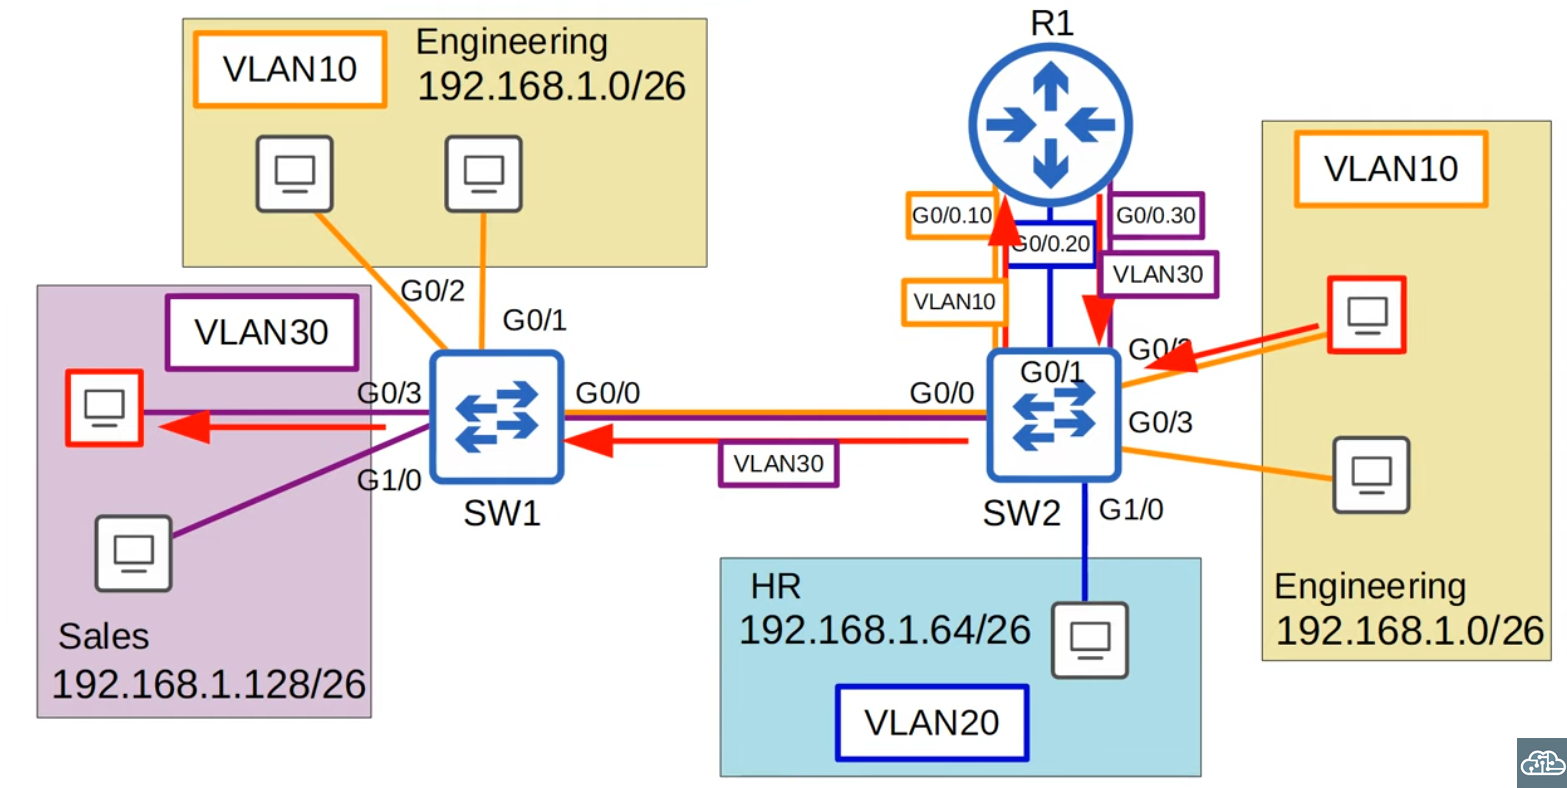 R1
VLAN10
Engineering
192.168.1.0/26
VLAN10
G0/0.10
G0/0.20
G0/0.30
VLAN10
VLAN30
G0/2
G0/1
VLAN30
G0/3
G0/0
G0/0
G0/1
G0/2
G0/3
VLAN30
G1/0
SW1
SW2
G1/0
Sales
192.168.1.128/26
HR
192.168.1.64/26
VLAN20
Engineering
192.168.1.0/26